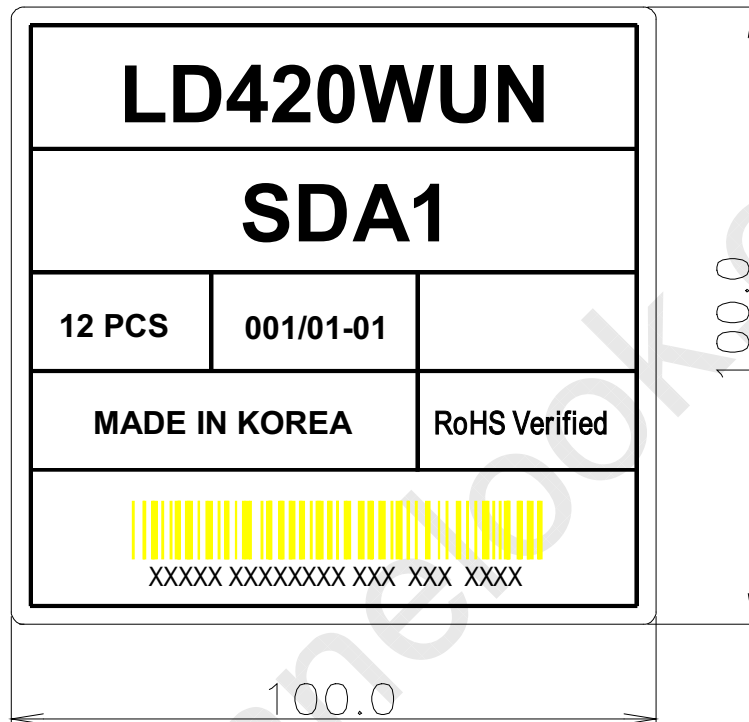 LD420WUN
SDA1
12 PCS 001/01-01
MADE IN KOREA RoHS Verified
XXXXX XXXXXXXX XXX XXX XXXX
100.0
100.0